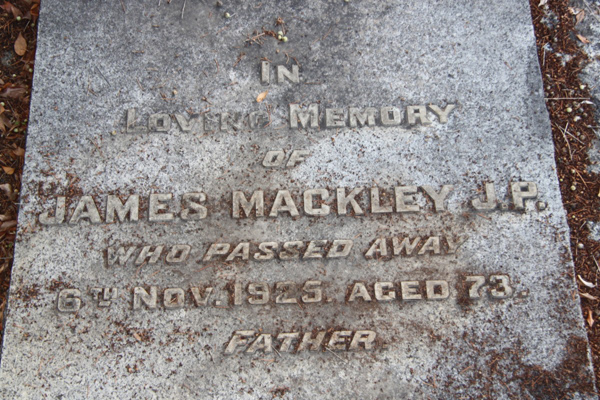 IN
LOVING MEMORY
OF
JAMES MACKLEY J.P.
WHO PASSED AWAY
6TH NOV. 1925. AGED 73.
FATHER